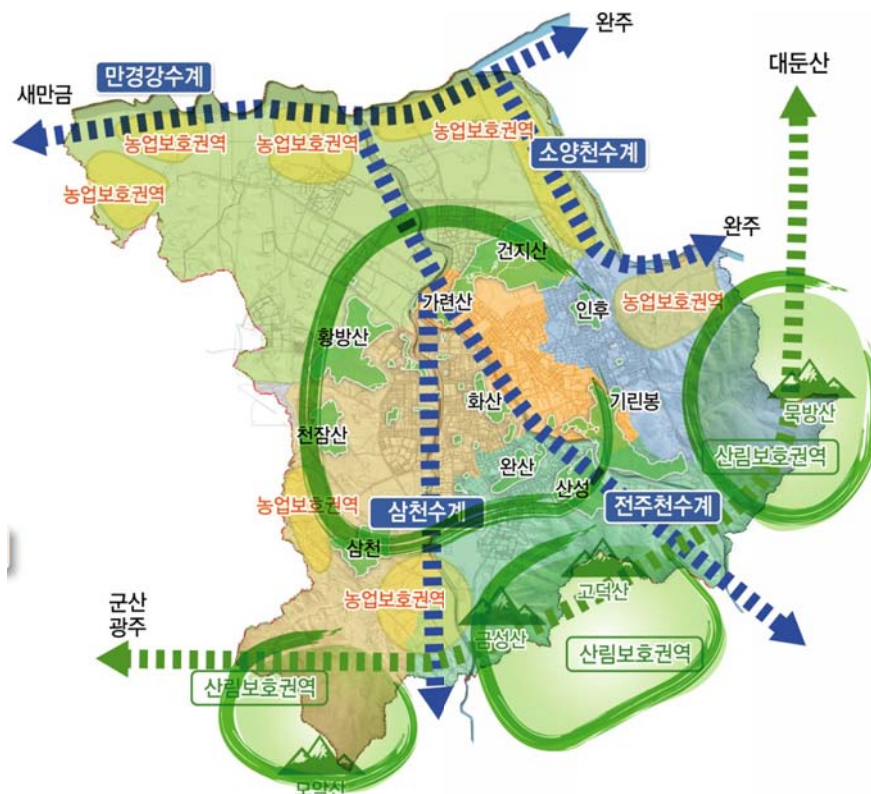 완주
대둔산
만경강수계
새만금
농업보호권역
농업보호권역
농업보호권역
농업보호권역
소양천수계
완주
건지산
가련산
인후
농업보호권역
황방산
화산
기린봉
묵방산
천잠산
완산
산림보호권역
산성
농업보호권역
삼천수계
전주천수계
삼천
농업보호권역
고덕산
군산
광주
금성산
산림보호권역
산림보호권역
모악산